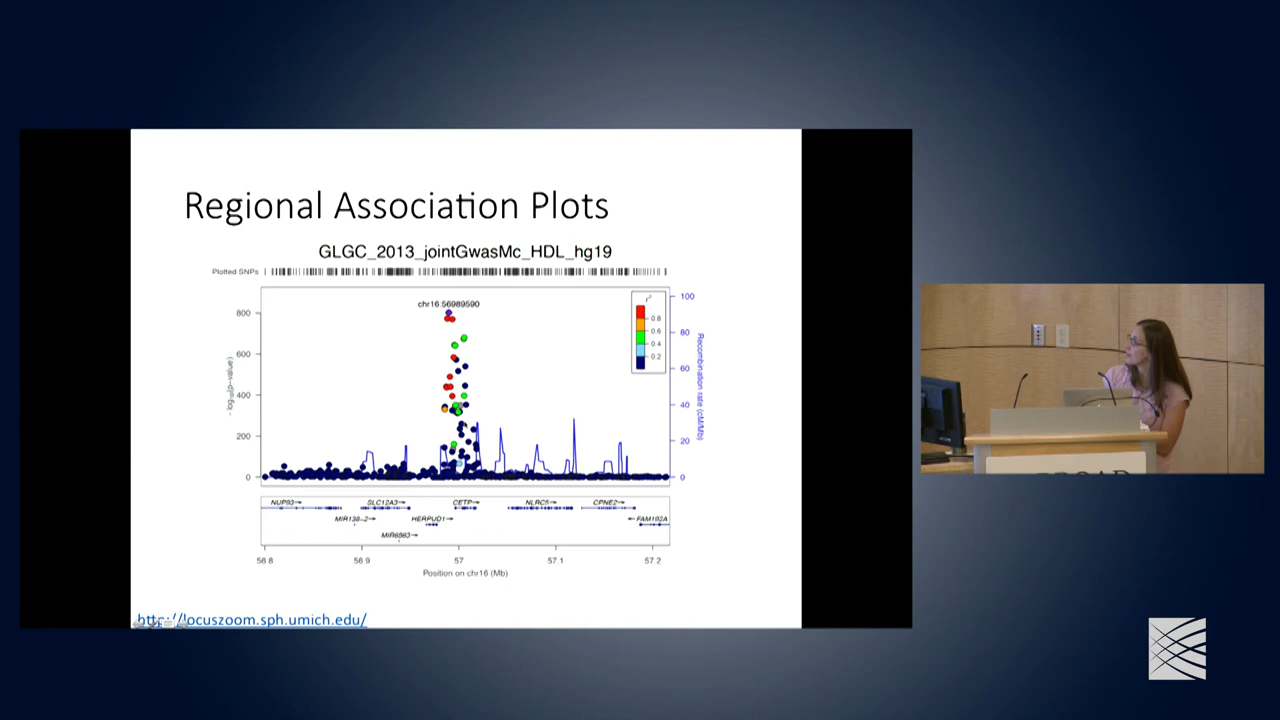 Regional Association Plots
GLGC_2013_jointGwasMc_HDL_hg19
Plotted SNPs
chr16:56989590
r²
0.8
0.6
0.4
0.2
800
600
400
200
0
−log10(p−value)
100
80
60
40
20
0
Recombination rate (cM/Mb)
NUP93→
SLC12A3→
CETP→
NLRC5→
CPNE2→
MIR138−2→
HERPUD1→
←FAM192A
MIR6863→
56.8
56.9
57
57.1
57.2
Position on chr16 (Mb)
http://locuszoom.sph.umich.edu/